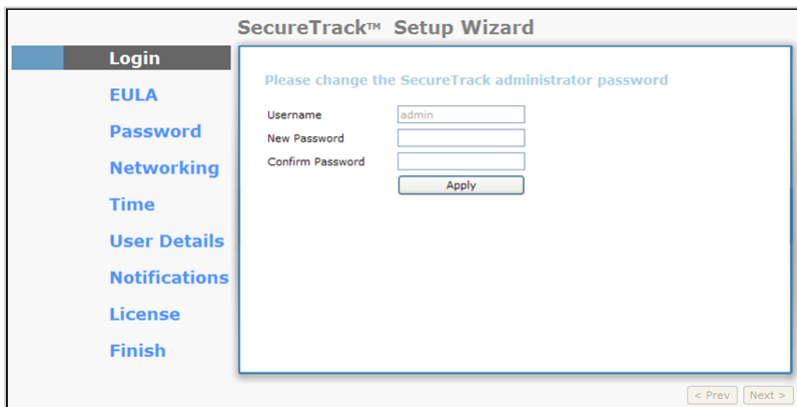 SecureTrack™ Setup Wizard
Login
EULA
Password
Networking
Time
User Details
Notifications
License
Finish
Please change the SecureTrack administrator password
Username admin
New Password
Confirm Password
Apply
< Prev Next >